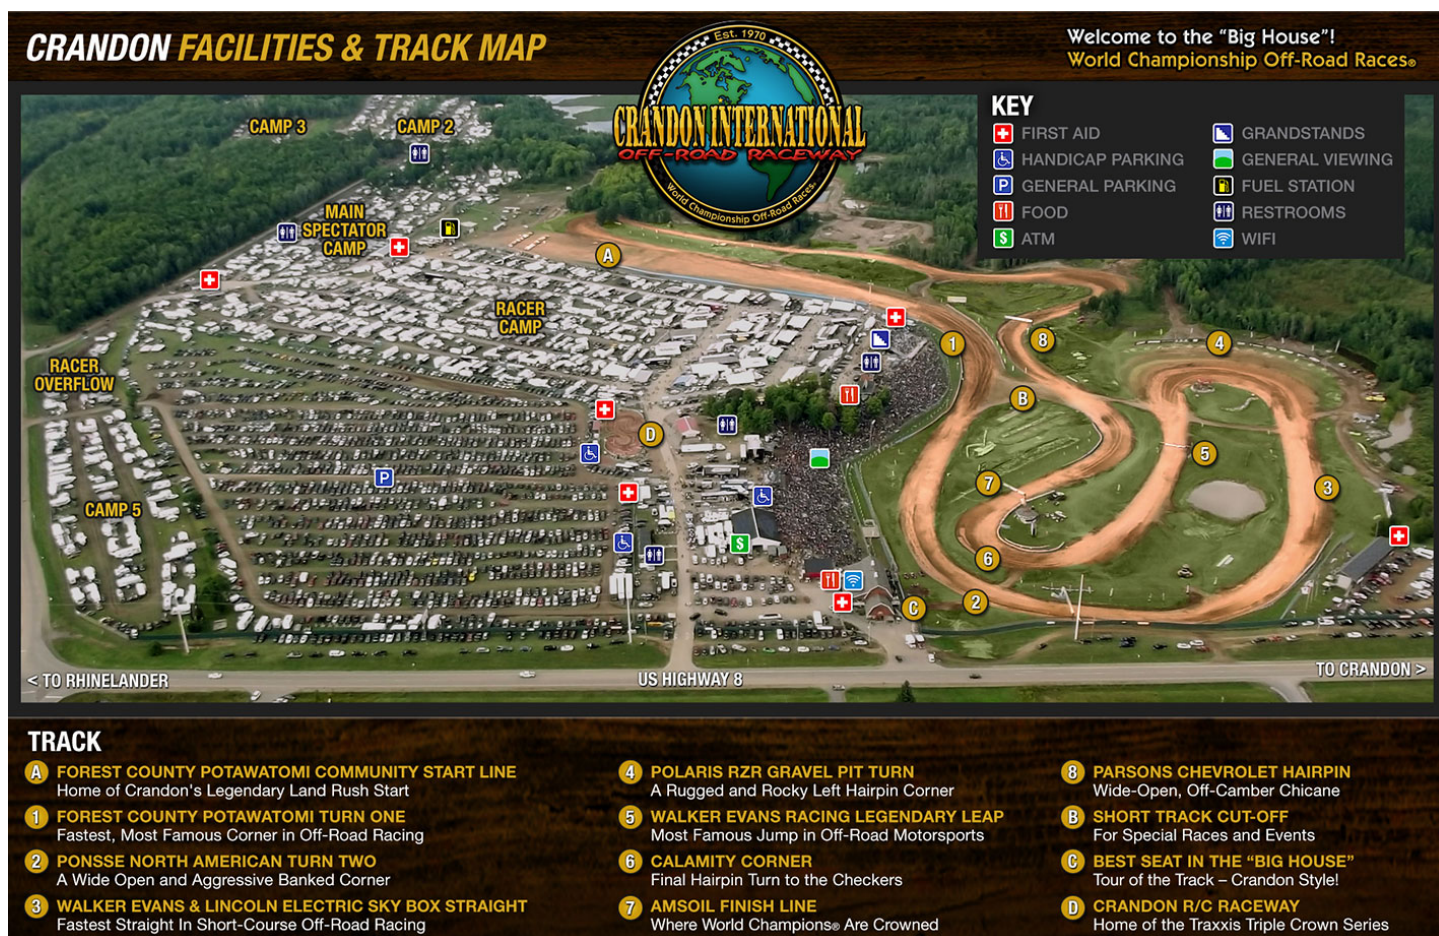 CRANDON FACILITIES & TRACK MAP
Est. 1970
CRANDON INTERNATIONAL
OFF-ROAD RACEWAY
World Championship Off-Road Races®
Welcome to the "Big House"!
World Championship Off-Road Races®
KEY
FIRST AID
HANDICAP PARKING
P GENERAL PARKING
FOOD
$ ATM
GRANDSTANDS
GENERAL VIEWING
FUEL STATION
RESTROOMS
WIFI
CAMP 3
CAMP 2
MAIN
SPECTATOR
CAMP
A
RACER
CAMP
1
8
4
RACER
OVERFLOW
B
D
5
P
7
3
CAMP 5
$
6
2
C
< TO RHINELANDER
US HIGHWAY 8
TO CRANDON >
TRACK
A FOREST COUNTY POTAWATOMI COMMUNITY START LINE
Home of Crandon's Legendary Land Rush Start
1 FOREST COUNTY POTAWATOMI TURN ONE
Fastest, Most Famous Corner in Off-Road Racing
2 PONSSE NORTH AMERICAN TURN TWO
A Wide Open and Aggressive Banked Corner
3 WALKER EVANS & LINCOLN ELECTRIC SKY BOX STRAIGHT
Fastest Straight In Short-Course Off-Road Racing
4 POLARIS RZR GRAVEL PIT TURN
A Rugged and Rocky Left Hairpin Corner
5 WALKER EVANS RACING LEGENDARY LEAP
Most Famous Jump in Off-Road Motorsports
6 CALAMITY CORNER
Final Hairpin Turn to the Checkers
7 AMSOIL FINISH LINE
Where World Champions® Are Crowned
8 PARSONS CHEVROLET HAIRPIN
Wide-Open, Off-Camber Chicane
B SHORT TRACK CUT-OFF
For Special Races and Events
C BEST SEAT IN THE "BIG HOUSE"
Tour of the Track – Crandon Style!
D CRANDON R/C RACEWAY
Home of the Traxxis Triple Crown Series